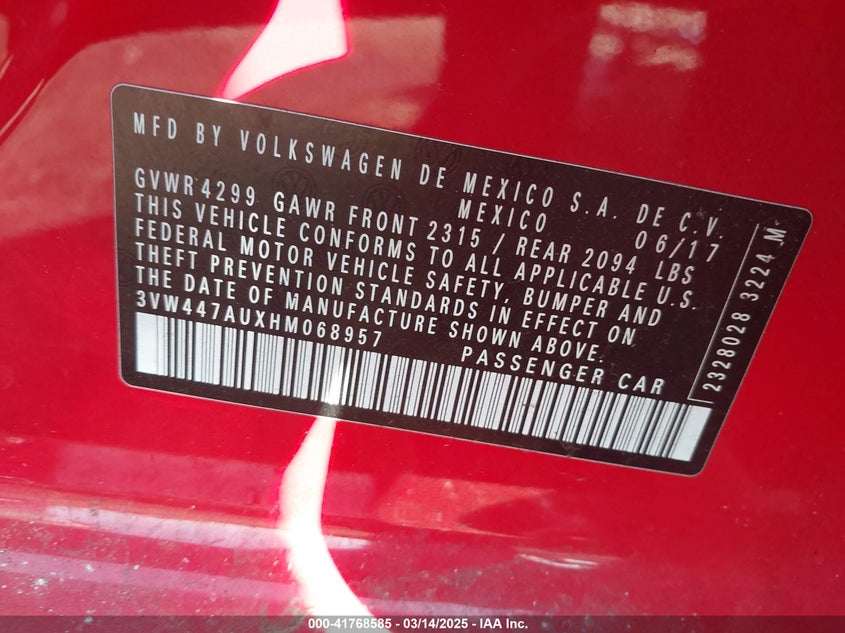 MFD BY VOLKSWAGEN DE MEXICO S.A. DE C.V.
MEXICO
GVWR 4299 GAWR FRONT 2315 / REAR 2094 LBS 06/17
THIS VEHICLE CONFORMS TO ALL APPLICABLE U.S.
FEDERAL MOTOR VEHICLE SAFETY, BUMPER AND
THEFT PREVENTION STANDARDS IN EFFECT ON
THE DATE OF MANUFACTURE SHOWN ABOVE.
3VW447AUXHM068957 PASSENGER CAR
2328028 3224 M
000-41768585 - 03/14/2025 - IAA Inc.